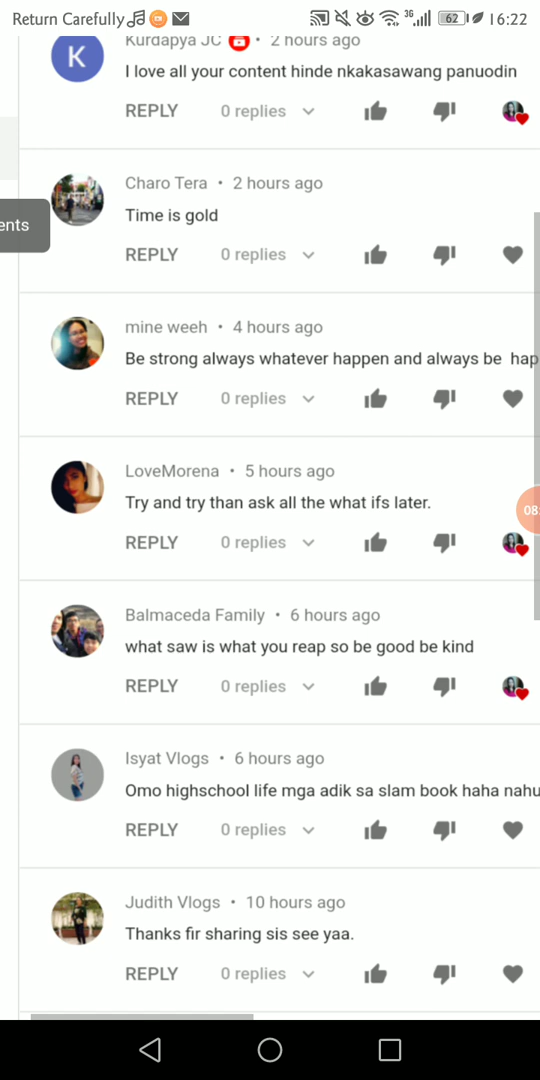 Return Carefully 36 62 16:22
K Kurdapya JC • 2 hours ago
I love all your content hinde nkakasawang panuodin
REPLY 0 replies
Charo Tera • 2 hours ago
ents
Time is gold
REPLY 0 replies
mine weeh • 4 hours ago
Be strong always whatever happen and always be hap
REPLY 0 replies
LoveMorena • 5 hours ago
Try and try than ask all the what ifs later.
08:
REPLY 0 replies
Balmaceda Family • 6 hours ago
what saw is what you reap so be good be kind
REPLY 0 replies
Isyat Vlogs • 6 hours ago
Omo highschool life mga adik sa slam book haha nahu
REPLY 0 replies
Judith Vlogs • 10 hours ago
Thanks fir sharing sis see yaa.
REPLY 0 replies